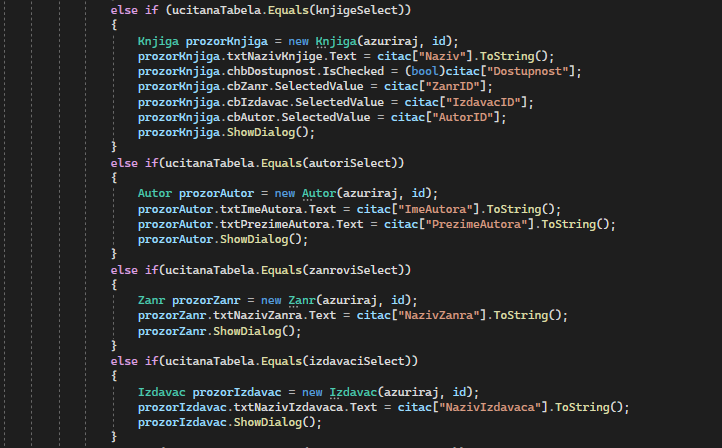 else if (ucitanaTabela.Equals(knjigeSelect))
{
Knjiga prozorKnjiga = new Knjiga(azuriraj, id);
prozorKnjiga.txtNazivKnjige.Text = citac["Naziv"].ToString();
prozorKnjiga.chbDostupnost.IsChecked = (bool)citac["Dostupnost"];
prozorKnjiga.cbZanr.SelectedValue = citac["ZanrID"];
prozorKnjiga.cbIzdavac.SelectedValue = citac["IzdavacID"];
prozorKnjiga.cbAutor.SelectedValue = citac["AutorID"];
prozorKnjiga.ShowDialog();
}
else if(ucitanaTabela.Equals(autoriSelect))
{
Autor prozorAutor = new Autor(azuriraj, id);
prozorAutor.txtImeAutora.Text = citac["ImeAutora"].ToString();
prozorAutor.txtPrezimeAutora.Text = citac["PrezimeAutora"].ToString();
prozorAutor.ShowDialog();
}
else if(ucitanaTabela.Equals(zanroviSelect))
{
Zanr prozorZanr = new Zanr(azuriraj, id);
prozorZanr.txtNazivZanra.Text = citac["NazivZanra"].ToString();
prozorZanr.ShowDialog();
}
else if(ucitanaTabela.Equals(izdavaciSelect))
{
Izdavac prozorIzdavac = new Izdavac(azuriraj, id);
prozorIzdavac.txtNazivIzdavaca.Text = citac["NazivIzdavaca"].ToString();
prozorIzdavac.ShowDialog();
}